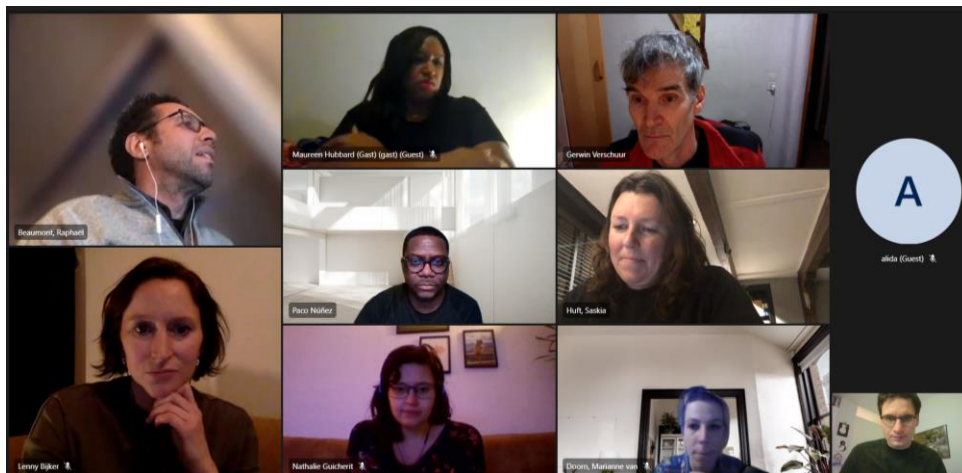 Beaumont, Raphaël
Maureen Hubbard (Gast) (gast) (Guest)
Gerwin Verschuur
A
alida (Guest)
Paco Núñez
Huft, Saskia
Lenny Bijker
Nathalie Guicherit
Doorn, Marianne van